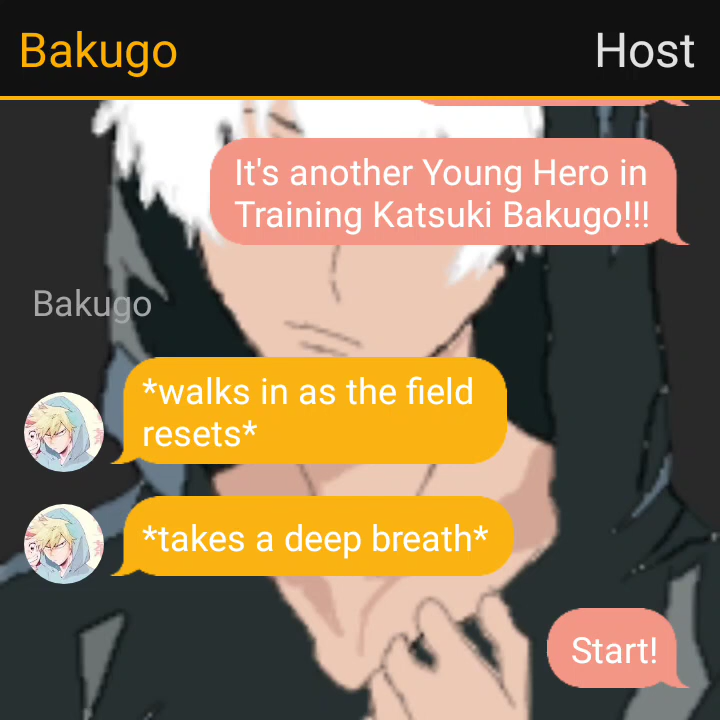 Bakugo
Host
It's another Young Hero in
Training Katsuki Bakugo!!!
Bakugo
*walks in as the field
resets*
*takes a deep breath*
Start!